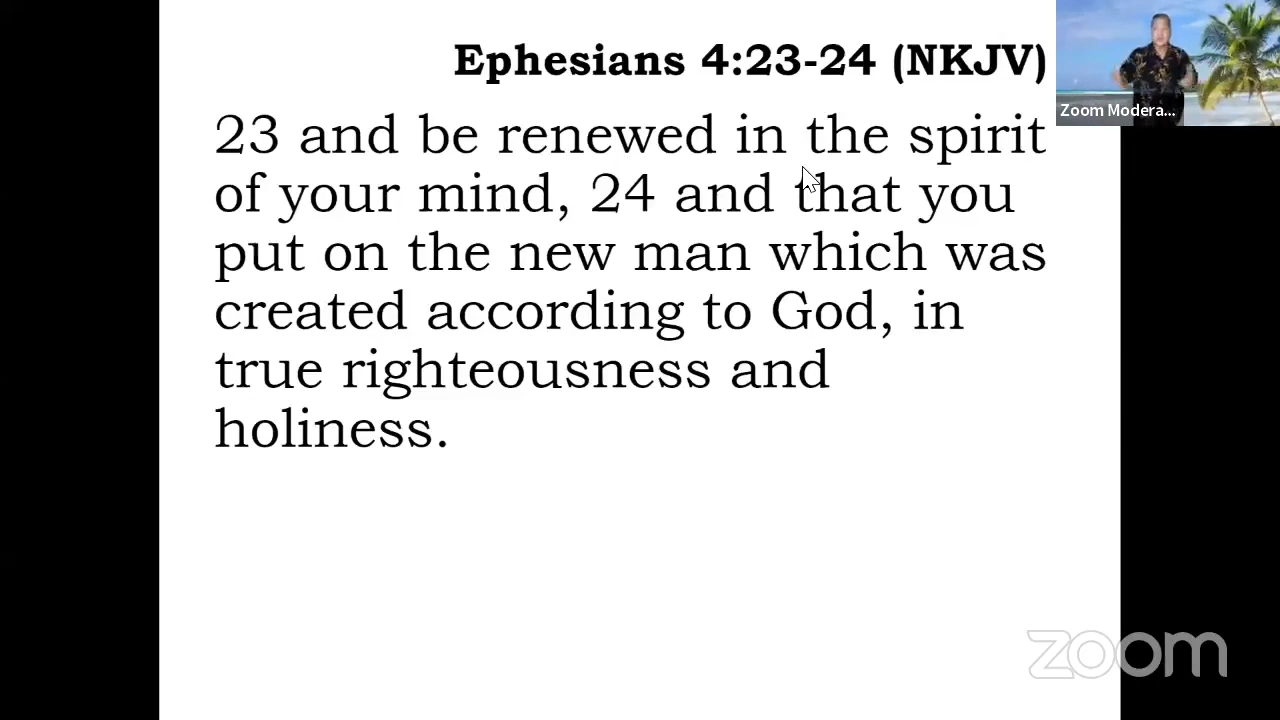 Ephesians 4:23-24 (NKJV)
23 and be renewed in the spirit
of your mind, 24 and that you
put on the new man which was
created according to God, in
true righteousness and
holiness.
Zoom Modera...
zoom